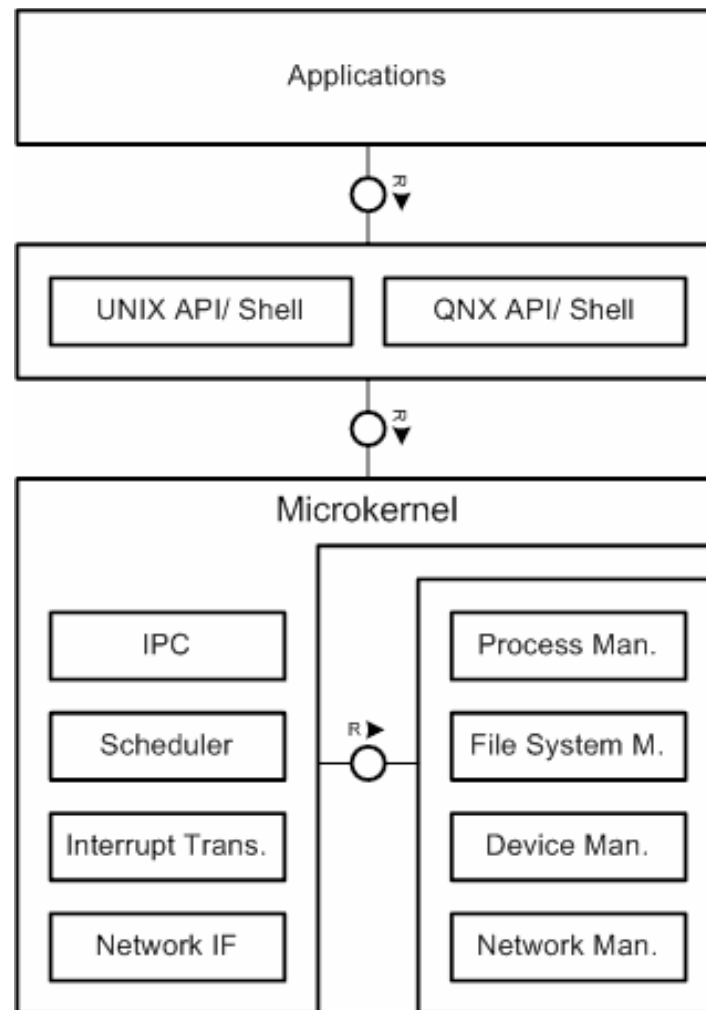 Applications
R
UNIX API/ Shell
QNX API/ Shell
R
Microkernel
IPC
Process Man.
Scheduler
R
File System M.
Interrupt Trans.
Device Man.
Network IF
Network Man.